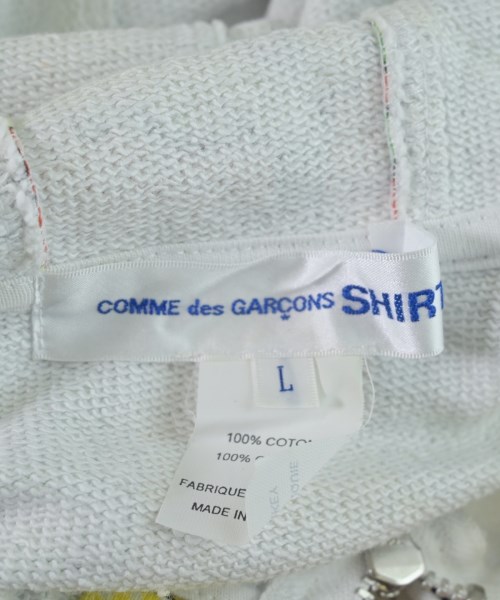 COMME des GARÇONS SHIRT
L
100% COTO
100%
FABRIQUE
MADE IN